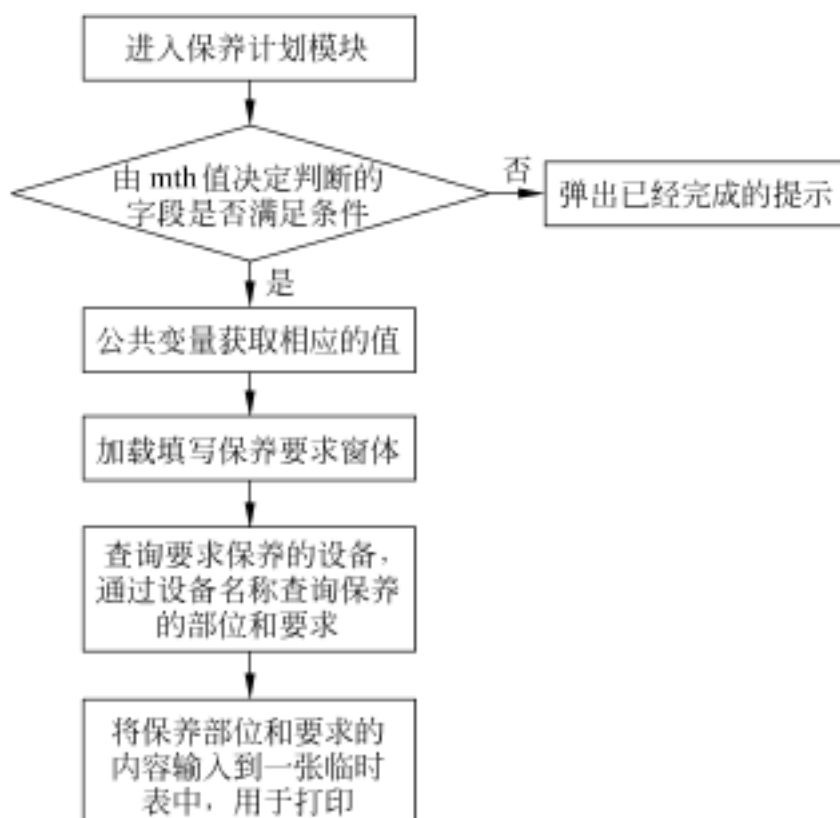 进入保养计划模块
由 mth 值决定判断的
字段是否满足条件
否
弹出已经完成的提示
是
公共变量获取相应的值
加载填写保养要求窗体
查询要求保养的设备，
通过设备名称查询保养
的部位和要求
将保养部位和要求的
内容输入到一张临时
表中，用于打印